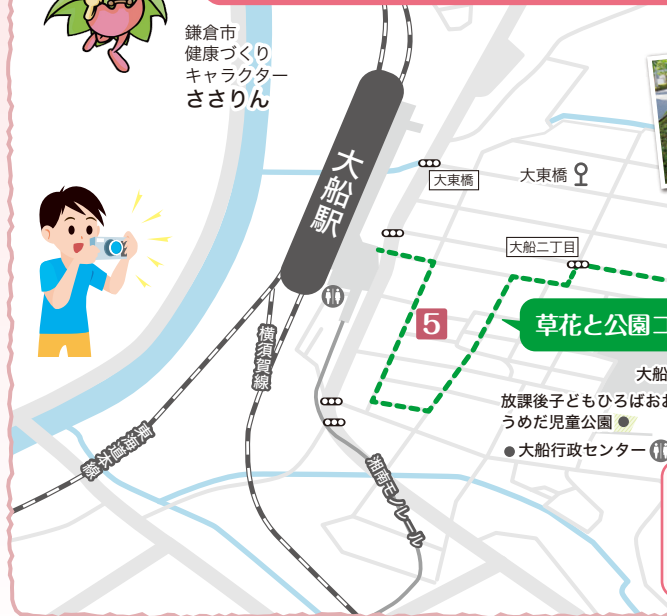 鎌倉市
健康づくり
キャラクター
ささりん
大船駅
大東橋
大東橋
大船二丁目
5
草花と公園コ
横須賀線
大船
放課後子どもひろばおお
うめだ児童公園
大船行政センター
東海道本線
湘南モノレール